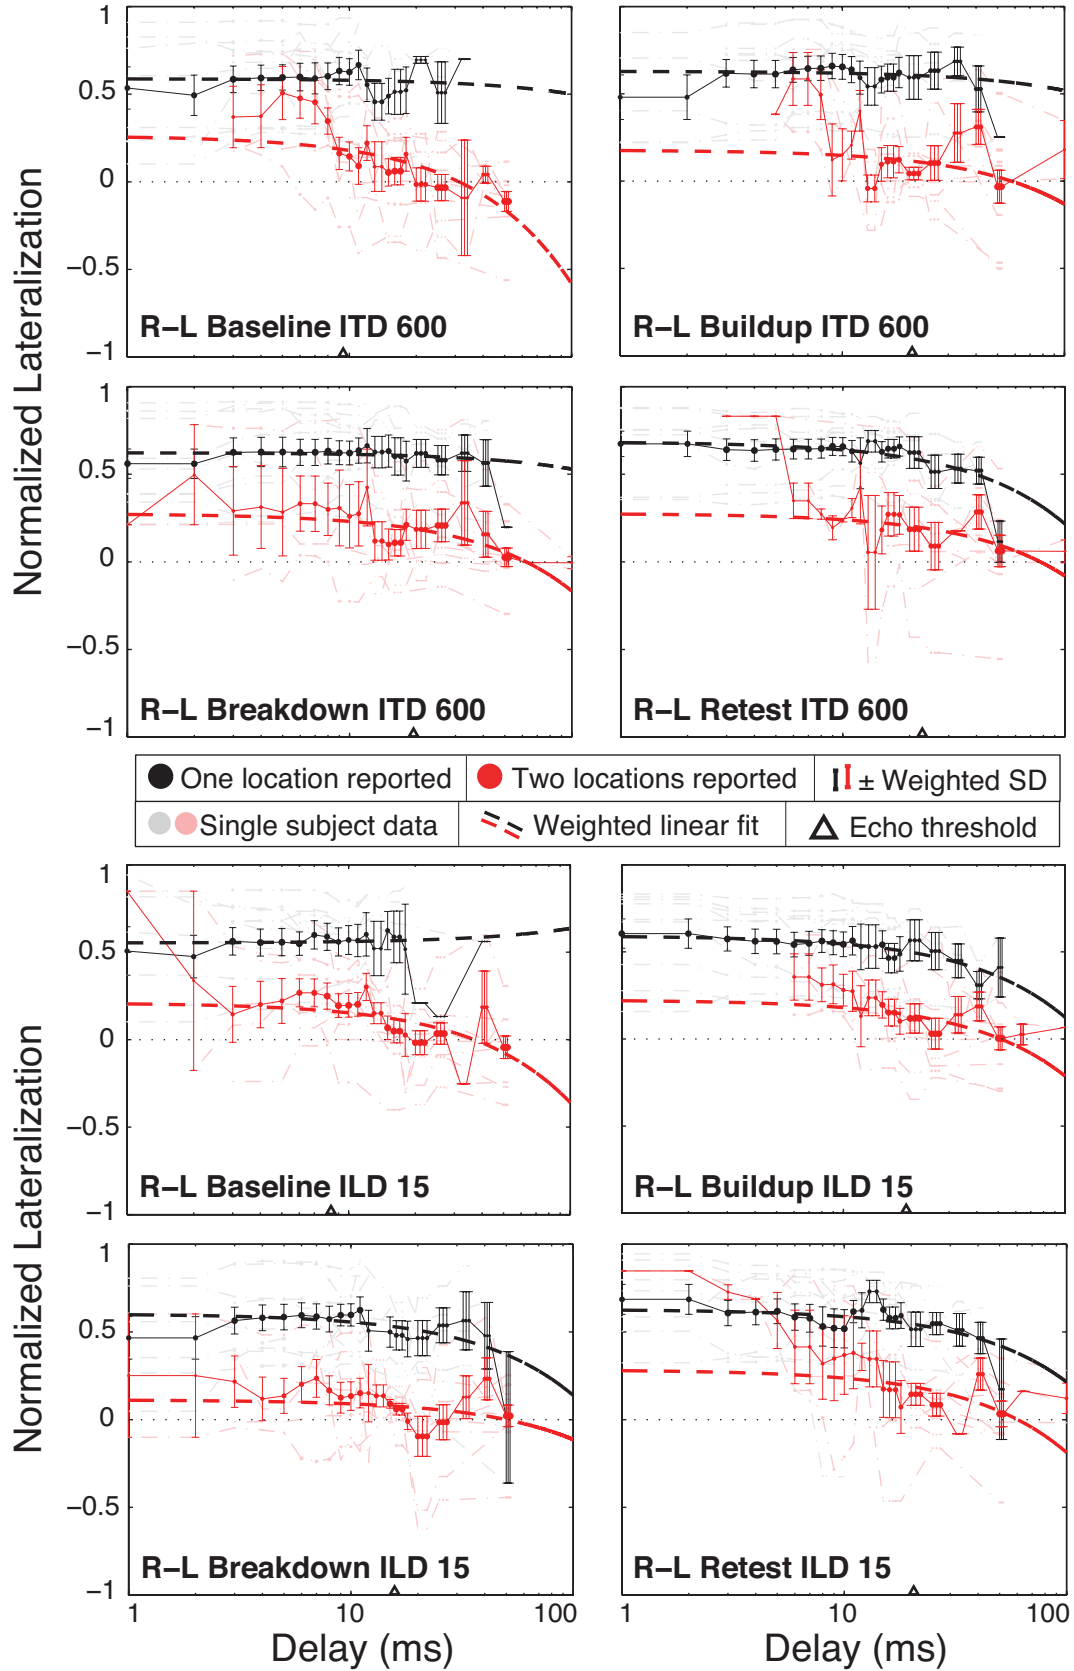 Normalized Lateralization
1
0.5
0
−0.5
−1
R−L Baseline ITD 600
R−L Buildup ITD 600
1
0.5
0
−0.5
−1
R−L Breakdown ITD 600
R−L Retest ITD 600
One location reported
Two locations reported
± Weighted SD
Single subject data
Weighted linear fit
Echo threshold
Normalized Lateralization
1
0.5
0
−0.5
−1
R−L Baseline ILD 15
R−L Buildup ILD 15
1
0.5
0
−0.5
−1
R−L Breakdown ILD 15
R−L Retest ILD 15
1 10 100
1 10 100
Delay (ms)
Delay (ms)